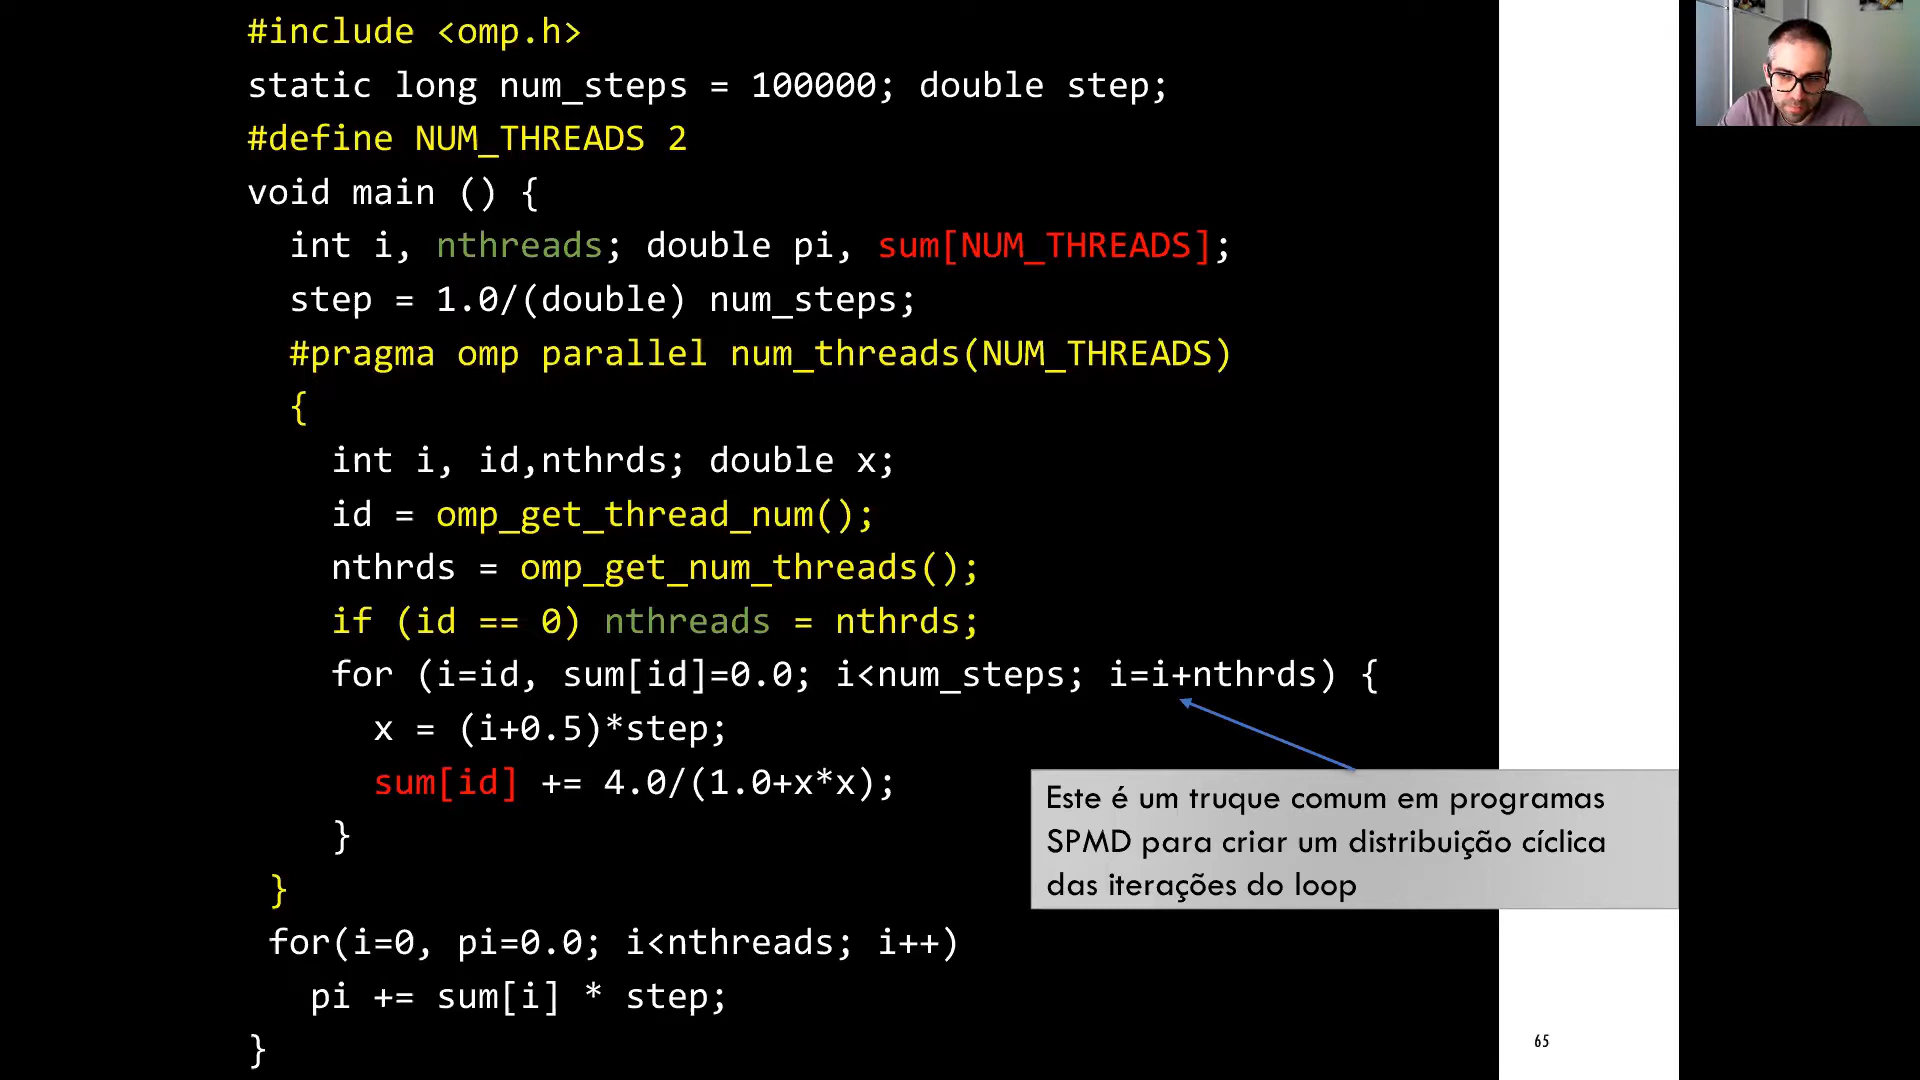 #include <omp.h>
static long num_steps = 100000; double step;
#define NUM_THREADS 2
void main () {
int i, nthreads; double pi, sum[NUM_THREADS];
step = 1.0/(double) num_steps;
#pragma omp parallel num_threads(NUM_THREADS)
{
int i, id,nthrds; double x;
id = omp_get_thread_num();
nthrds = omp_get_num_threads();
if (id == 0) nthreads = nthrds;
for (i=id, sum[id]=0.0; i<num_steps; i=i+nthrds) {
x = (i+0.5)*step;
sum[id] += 4.0/(1.0+x*x);
}
}
for(i=0, pi=0.0; i<nthreads; i++)
pi += sum[i] * step;
}
Este é um truque comum em programas
SPMD para criar um distribuição cíclica
das iterações do loop
65